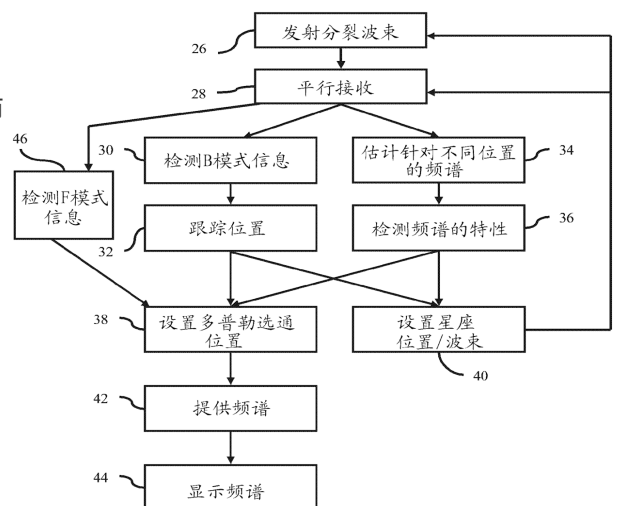 26
发射分裂波束
28
平行接收
46
30
检测B模式信息
估计针对不同位置
的频谱
34
检测F模式
信息
32
跟踪位置
检测频谱的特性
36
38
设置多普勒选通
位置
设置星座
位置/波束
40
42
提供频谱
44
显示频谱